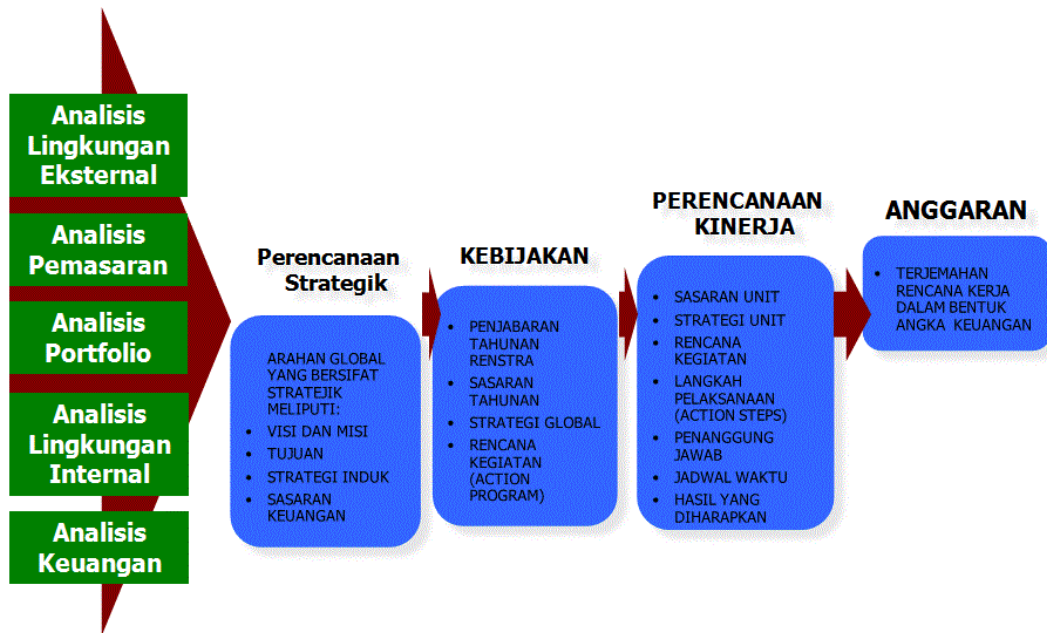 Analisis
Lingkungan
Eksternal
Analisis
Pemasaran
Analisis
Portfolio
Analisis
Lingkungan
Internal
Analisis
Keuangan
Perencanaan
Strategik
ARAHAN GLOBAL
YANG BERSIFAT
STRATEJIK
MELIPUTI:
• VISI DAN MISI
• TUJUAN
• STRATEGI INDUK
• SASARAN
KEUANGAN
KEBIJAKAN
• PENJABARAN
TAHUNAN
RENSTRA
• SASARAN
TAHUNAN
• STRATEGI GLOBAL
• RENCANA
KEGIATAN
(ACTION
PROGRAM)
PERENCANAAN
KINERJA
• SASARAN UNIT
• STRATEGI UNIT
• RENCANA
KEGIATAN
• LANGKAH
PELAKSANAAN
(ACTION STEPS)
• PENANGGUNG
JAWAB
• JADWAL WAKTU
• HASIL YANG
DIHARAPKAN
ANGGARAN
• TERJEMAHAN
RENCANA KERJA
DALAM BENTUK
ANGKA KEUANGAN